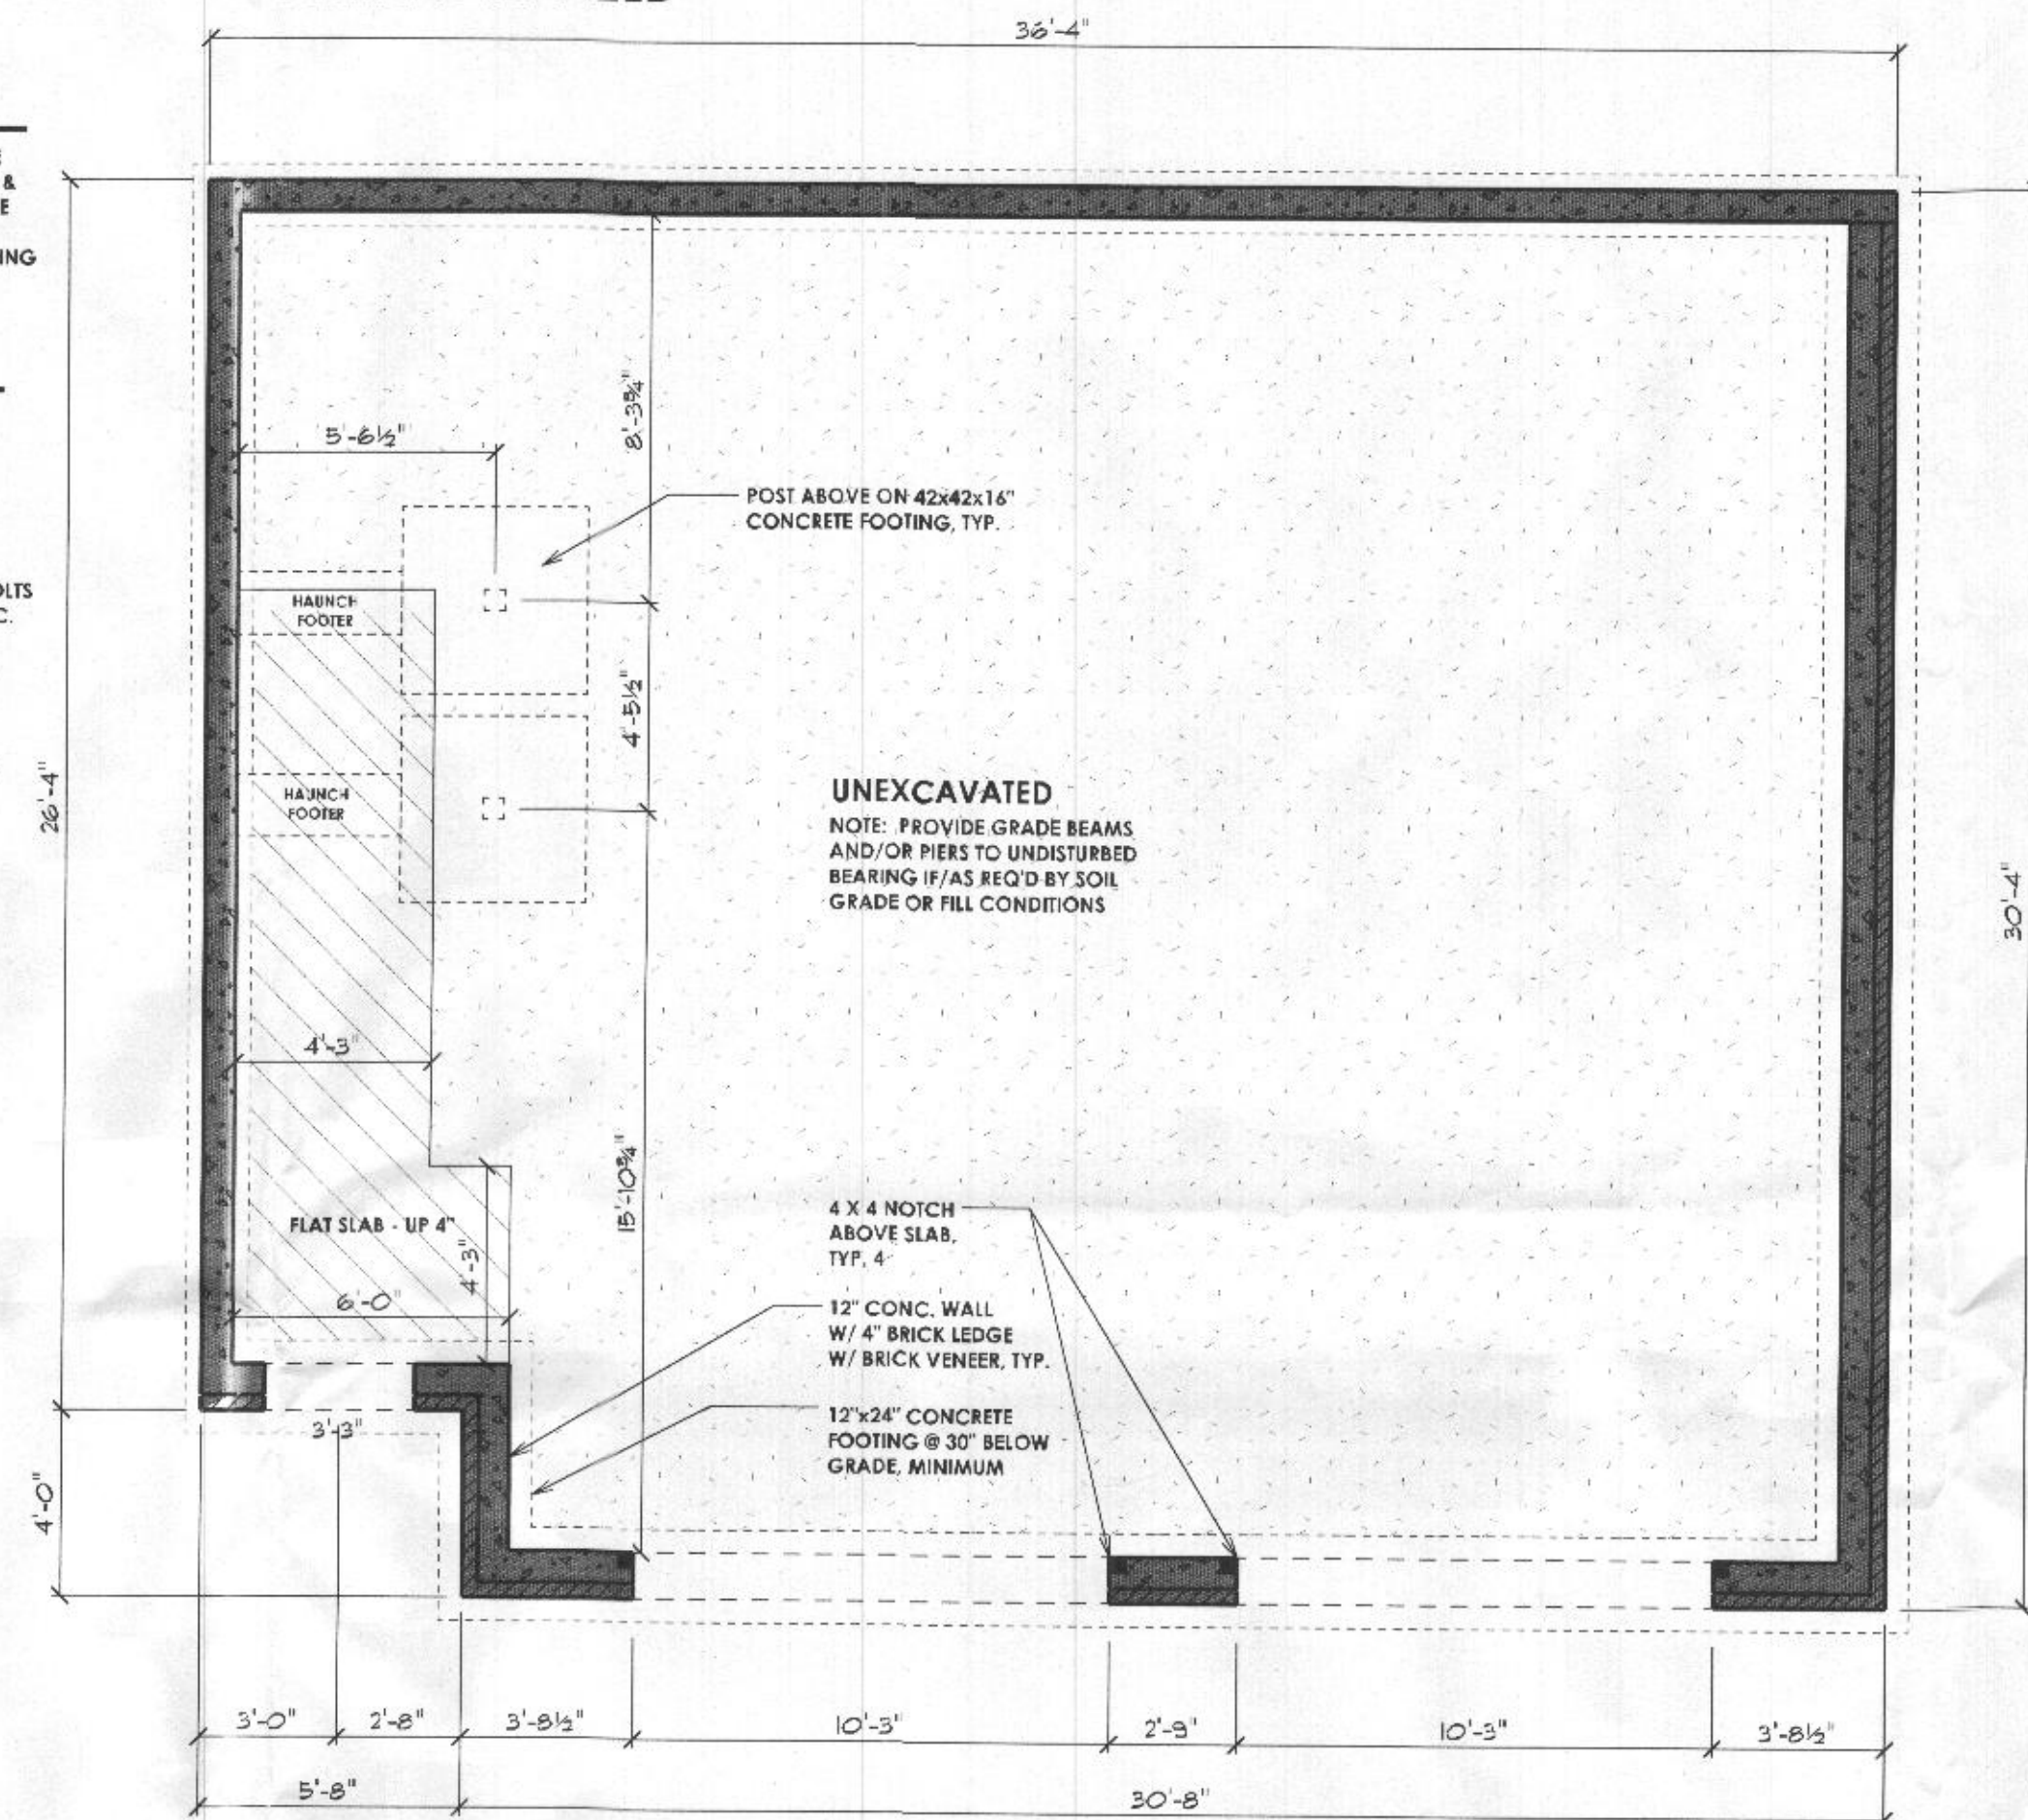 36'-4"
&
E
ING
8'-3¾"
5'-6½"
POST ABOVE ON 42x42x16"
CONCRETE FOOTING, TYP.
OLTS
HAUNCH
FOOTER
4'-5½"
26'-4"
HAUNCH
FOOTER
UNEXCAVATED
NOTE: PROVIDE GRADE BEAMS
AND/OR PIERS TO UNDISTURBED
BEARING IF/AS REQ'D BY SOIL
GRADE OR FILL CONDITIONS
30'-4"
4'-3"
15'-10¾"
FLAT SLAB - UP 4"
4'-3"
6'-0"
4 X 4 NOTCH
ABOVE SLAB,
TYP. 4
12" CONC. WALL
W/ 4" BRICK LEDGE
W/ BRICK VENEER, TYP.
12"x24" CONCRETE
FOOTING @ 30" BELOW
GRADE, MINIMUM
3'-3"
4'-0"
3'-0" 2'-8" 3'-8½" 10'-3" 2'-9" 10'-3" 3'-8½"
5'-8" 30'-8"